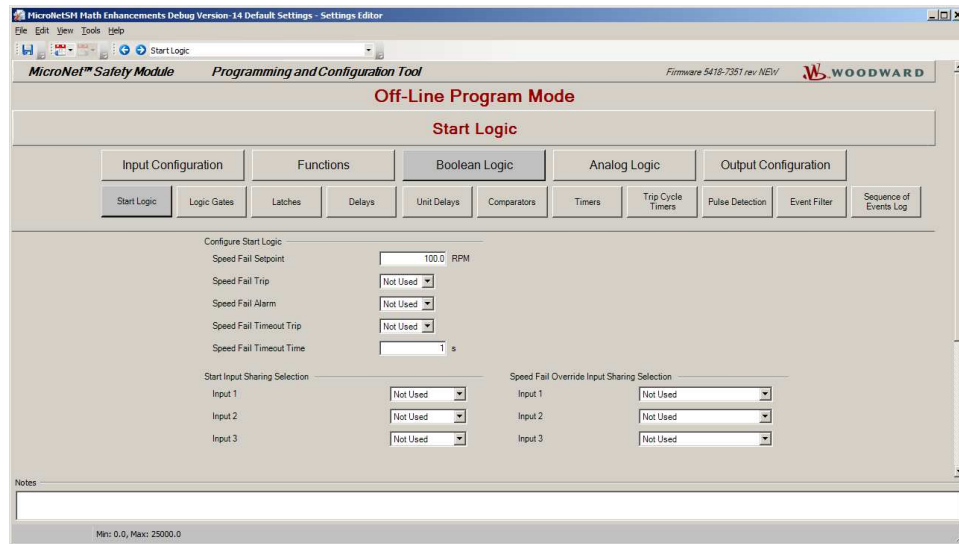 MicroNetSM Math Enhancements Debug Version-14 Default Settings - Settings Editor
File Edit View Tools Help
Start Logic
MicroNet™ Safety Module Programming and Configuration Tool Firmware 5418-7351 rev NEW WOODWARD
Off-Line Program Mode
Start Logic
Input Configuration Functions Boolean Logic Analog Logic Output Configuration
Start Logic Logic Gates Latches Delays Unit Delays Comparators Timers Trip Cycle Timers Pulse Detection Event Filter Sequence of Events Log
Configure Start Logic
Speed Fail Setpoint 100.0 RPM
Speed Fail Trip Not Used
Speed Fail Alarm Not Used
Speed Fail Timeout Trip Not Used
Speed Fail Timeout Time 1 s
Start Input Sharing Selection Speed Fail Override Input Sharing Selection
Input 1 Not Used Input 1 Not Used
Input 2 Not Used Input 2 Not Used
Input 3 Not Used Input 3 Not Used
Notes
Min: 0.0, Max: 25000.0